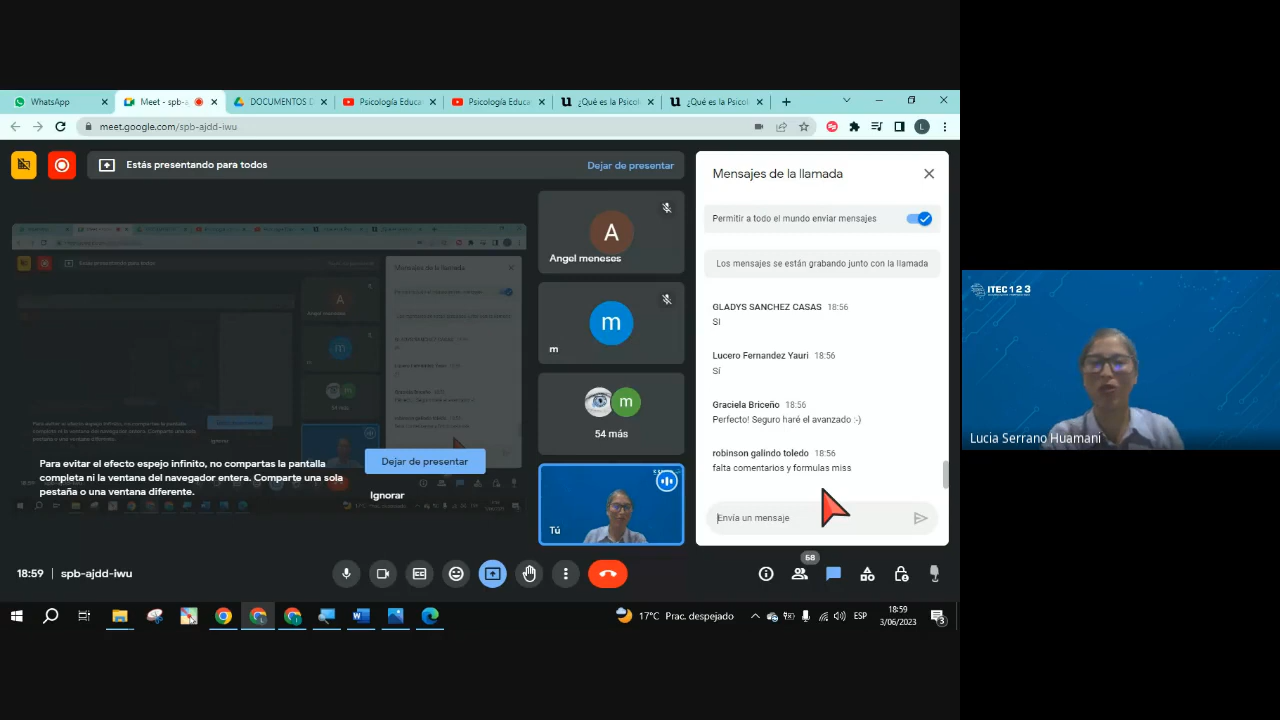 WhatsApp
Meet - spb-a
DOCUMENTOS D
Psicología Educa
Psicología Educa
¿Qué es la Psicol
¿Qué es la Psicol
meet.google.com/spb-ajdd-iwu
L
Estás presentando para todos
Dejar de presentar
A
Angel meneses
m
m
m
54 más
Tú
Para evitar el efecto espejo infinito, no compartas la pantalla
completa ni la ventana del navegador entera. Comparte una sola
pestaña o una ventana diferente.
Dejar de presentar
Ignorar
Mensajes de la llamada
Permitir a todo el mundo enviar mensajes
Los mensajes se están grabando junto con la llamada
GLADYS SANCHEZ CASAS 18:56
SI
Lucero Fernandez Yauri 18:56
Sí
Graciela Briceño 18:56
Perfecto! Seguro haré el avanzado :-)
robinson galindo toledo 18:56
falta comentarios y formulas miss
Envía un mensaje
18:59 | spb-ajdd-iwu
68
17°C Prac. despejado
ESP
18:59
3/06/2023
3
ITEC 1 2 3
Lucia Serrano Huamani